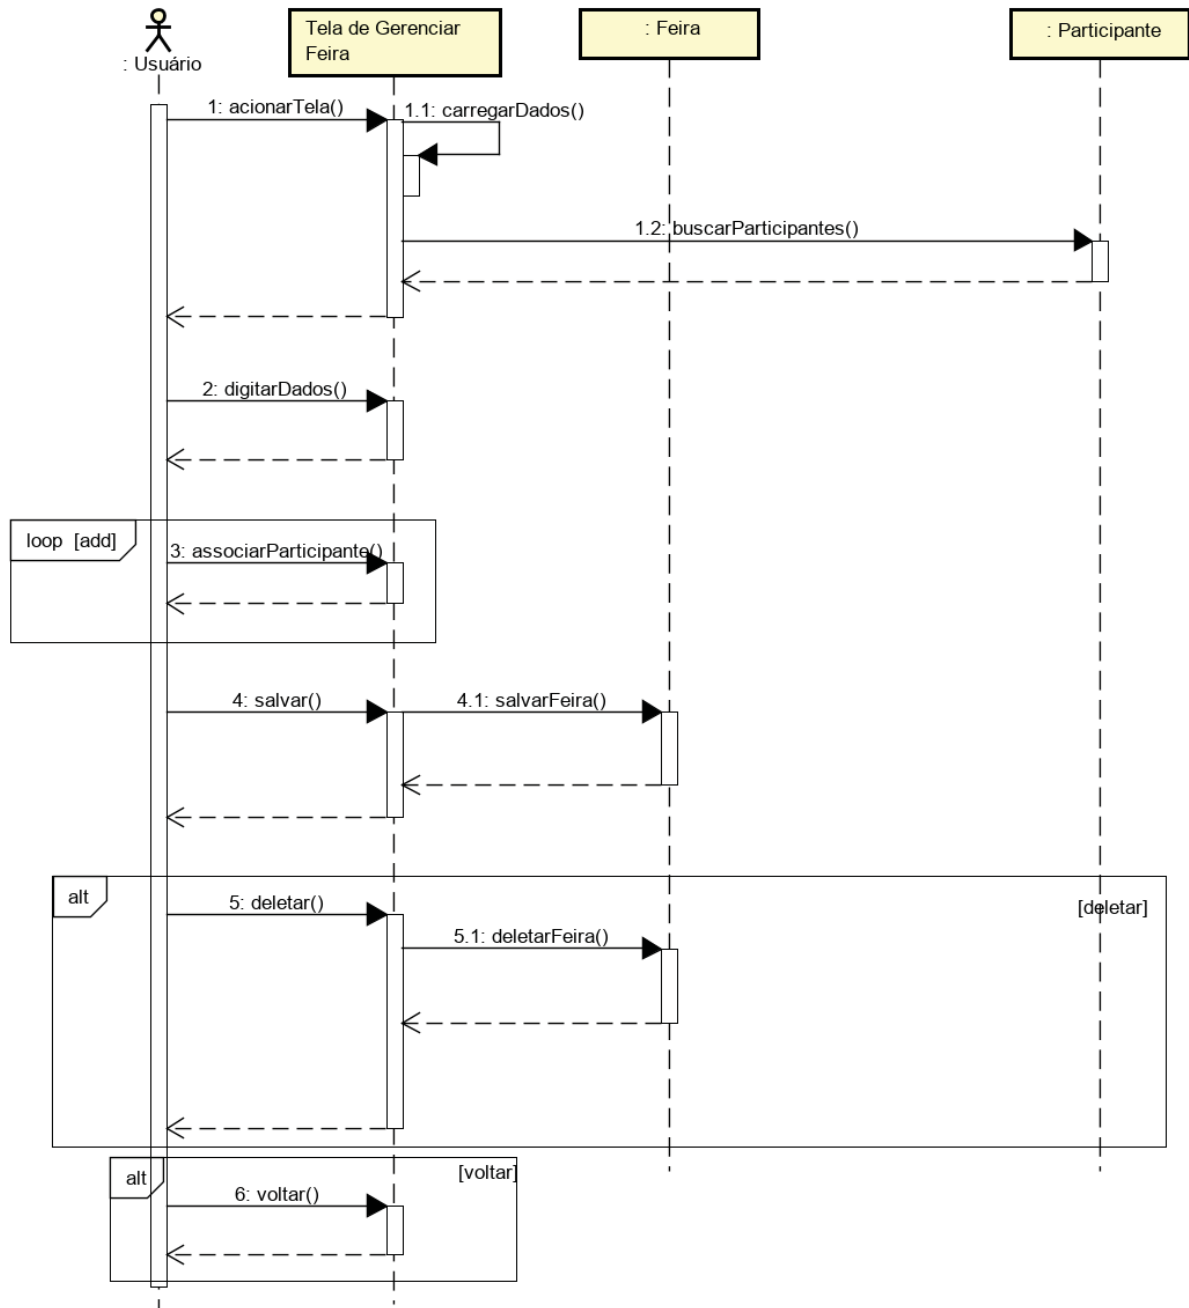 : Usuário
Tela de Gerenciar
Feira
: Feira
: Participante
1: acionarTela()
1.1: carregarDados()
1.2: buscarParticipantes()
2: digitarDados()
loop [add]
3: associarParticipante()
4: salvar()
4.1: salvarFeira()
alt
[deletar]
5: deletar()
5.1: deletarFeira()
alt
[voltar]
6: voltar()